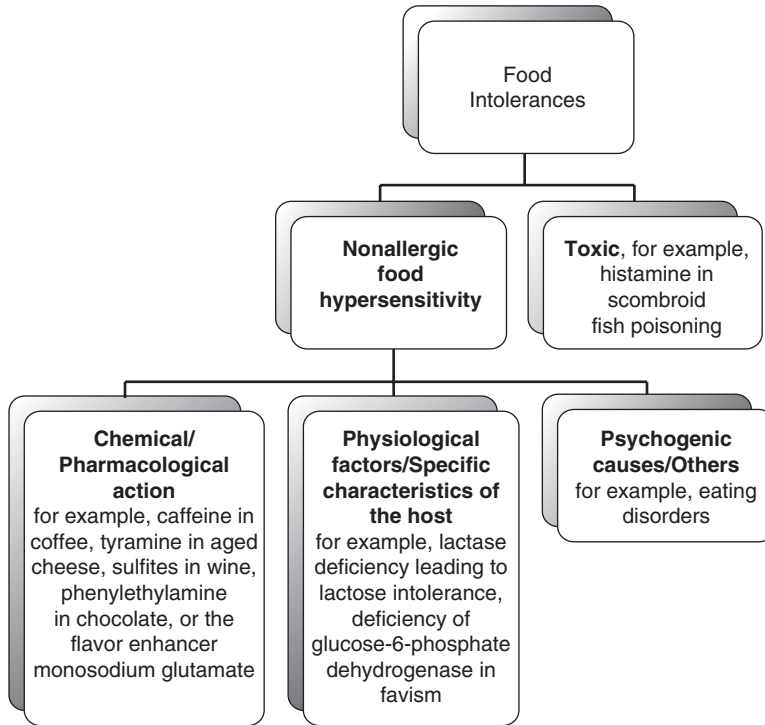 Food
Intolerances
Nonallergic
food
hypersensitivity
Toxic, for example,
histamine in
scombroid
fish poisoning
Chemical/
Pharmacological
action
for example, caffeine in
coffee, tyramine in aged
cheese, sulfites in wine,
phenylethylamine
in chocolate, or the
flavor enhancer
monosodium glutamate
Physiological
factors/Specific
characteristics of
the host
for example, lactase
deficiency leading to
lactose intolerance,
deficiency of
glucose-6-phosphate
dehydrogenase in
favism
Psychogenic
causes/Others
for example, eating
disorders